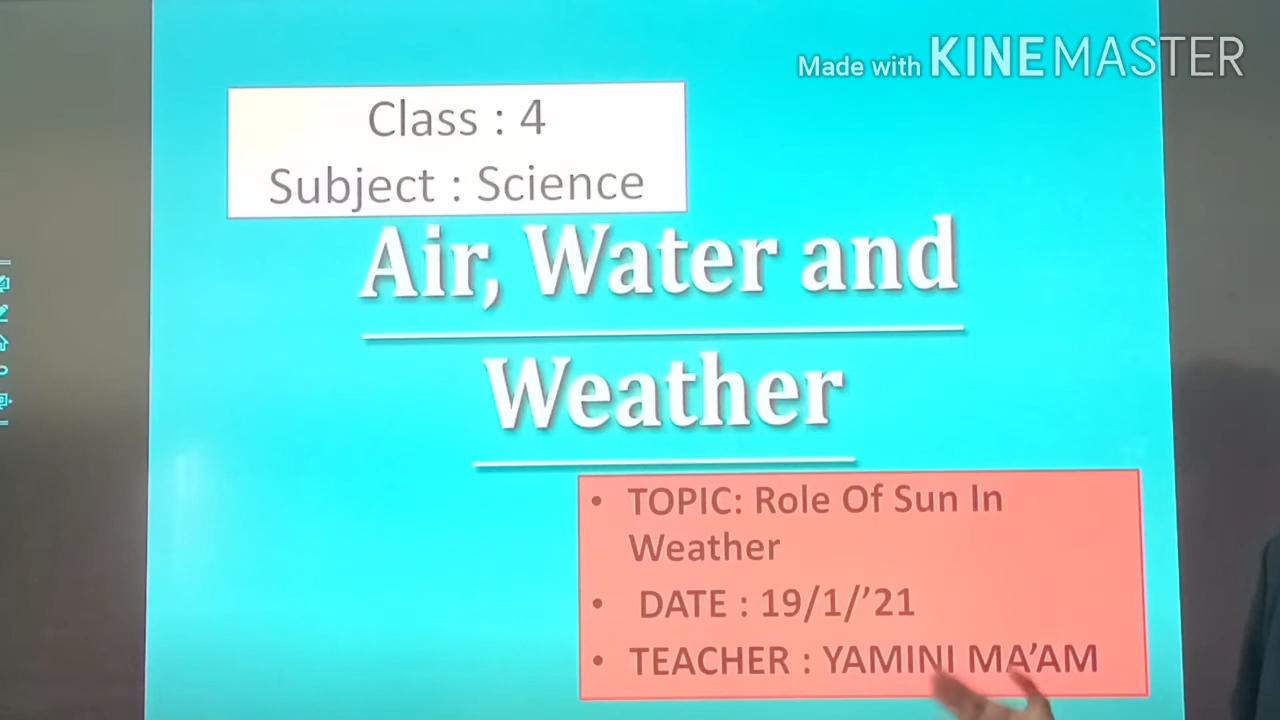 Made with KINEMASTER
Class : 4
Subject : Science
Air, Water and
Weather
• TOPIC: Role Of Sun In
Weather
• DATE : 19/1/’21
• TEACHER : YAMINI MA’AM